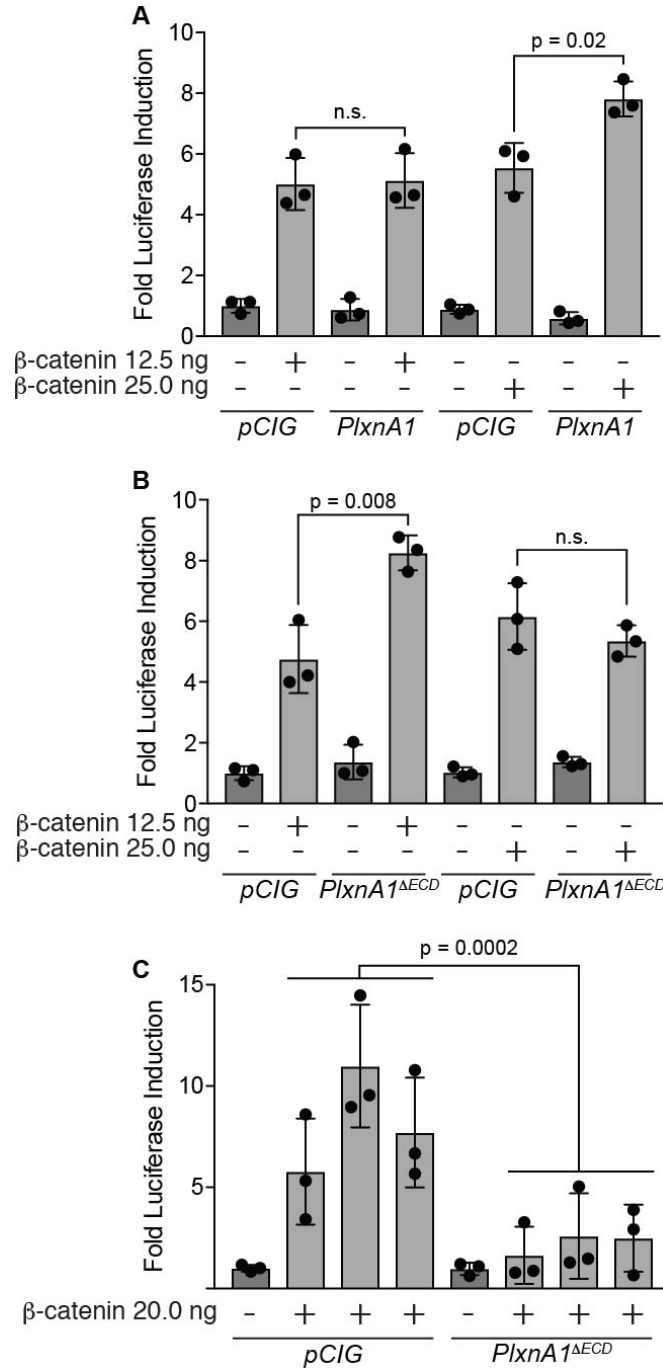 A
Fold Luciferase Induction
10
8
6
4
2
0
n.s.
p = 0.02
β-catenin 12.5 ng - + - + - - - -
β-catenin 25.0 ng - - - - - + - +
pCIG PlxnA1 pCIG PlxnA1
B
Fold Luciferase Induction
10
8
6
4
2
0
p = 0.008
n.s.
β-catenin 12.5 ng - + - + - - - -
β-catenin 25.0 ng - - - - - + - +
pCIG PlxnA1ΔECD pCIG PlxnA1ΔECD
C
Fold Luciferase Induction
15
10
5
p = 0.0002
β-catenin 20.0 ng - + + + - + + +
pCIG PlxnA1ΔECD